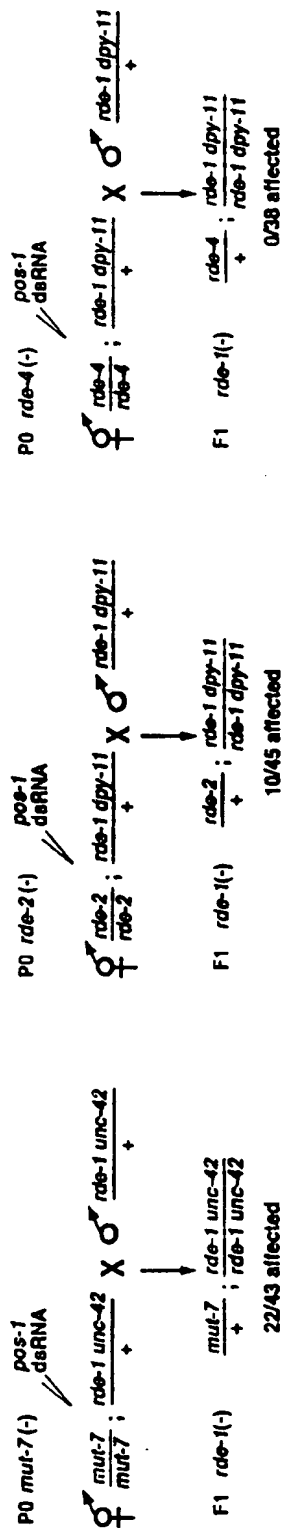 P0 mut-7(-)
pos-1
dsRNA
mut-7
mut-7
;
rde-1 unc-42
+
X
rde-1 unc-42
+
F1 rde-1(-)
mut-7
+
;
rde-1 unc-42
rde-1 unc-42
22/43 affected
P0 rde-2(-)
pos-1
dsRNA
rde-2
rde-2
;
rde-1 dpy-11
+
X
rde-1 dpy-11
+
F1 rde-1(-)
rde-2
+
;
rde-1 dpy-11
rde-1 dpy-11
10/45 affected
P0 rde-4(-)
pos-1
dsRNA
rde-4
rde-4
;
rde-1 dpy-11
+
X
rde-1 dpy-11
+
F1 rde-1(-)
rde-4
+
;
rde-1 dpy-11
rde-1 dpy-11
0/38 affected